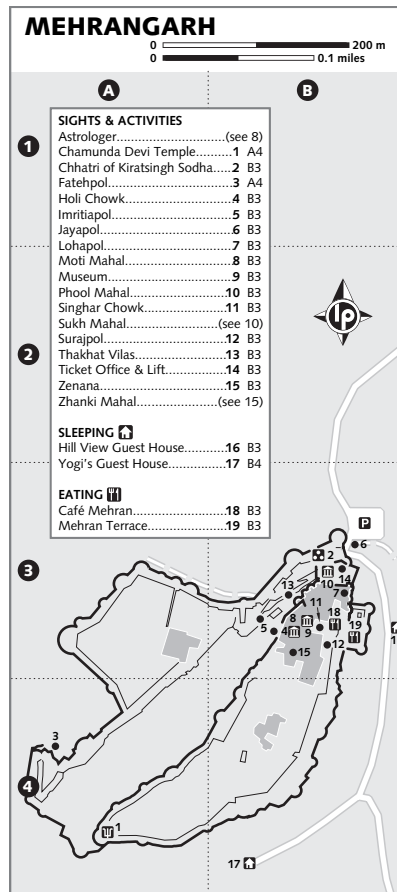 MEHRANGARH
0 200 m
0 0.1 miles
A B
1
SIGHTS & ACTIVITIES
Astrologer..............................(see 8)
Chamunda Devi Temple..........1 A4
Chhatri of Kiratsingh Sodha...2 B3
Fatehpol..................................3 A4
Holi Chowk.............................4 B3
Imritiapol................................5 B3
Jayapol....................................6 B3
Lohapol...................................7 B3
Moti Mahal.............................8 B3
Museum..................................9 B3
Phool Mahal..........................10 B3
Singhar Chowk......................11 B3
Sukh Mahal......................(see 10)
Surajpol.................................12 B3
Thakhat Vilas........................13 B3
Ticket Office & Lift................14 B3
Zenana...................................15 B3
Zhanki Mahal...................(see 15)
2
SLEEPING
Hill View Guest House..........16 B3
Yogi's Guest House...............17 B4
EATING
Café Mehran.........................18 B3
Mehran Terrace.....................19 B3
lp
P
3
2 6
10 14
13 7
11
8 18
5 4 9 19
15 12
1
3
4
1
17